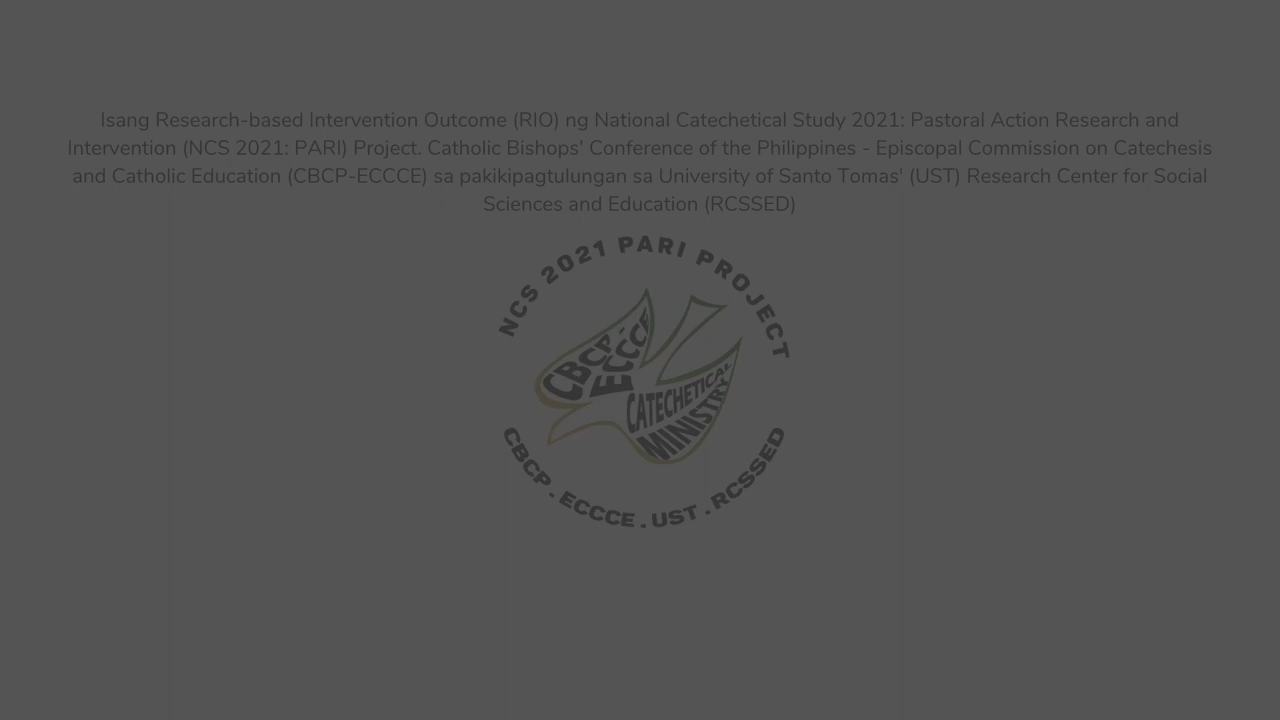 Isang Research-based Intervention Outcome (RIO) ng National Catechetical Study 2021: Pastoral Action Research and
Intervention (NCS 2021: PARI) Project. Catholic Bishops' Conference of the Philippines - Episcopal Commission on Catechesis
and Catholic Education (CBCP-ECCCE) sa pakikipagtulungan sa University of Santo Tomas' (UST) Research Center for Social
Sciences and Education (RCSSED)
NCS 2021 PARI PROJECT
CBCP-
ECCCE
CATECHETICAL
MINISTRY
CBCP . ECCCE . UST . RCSSED